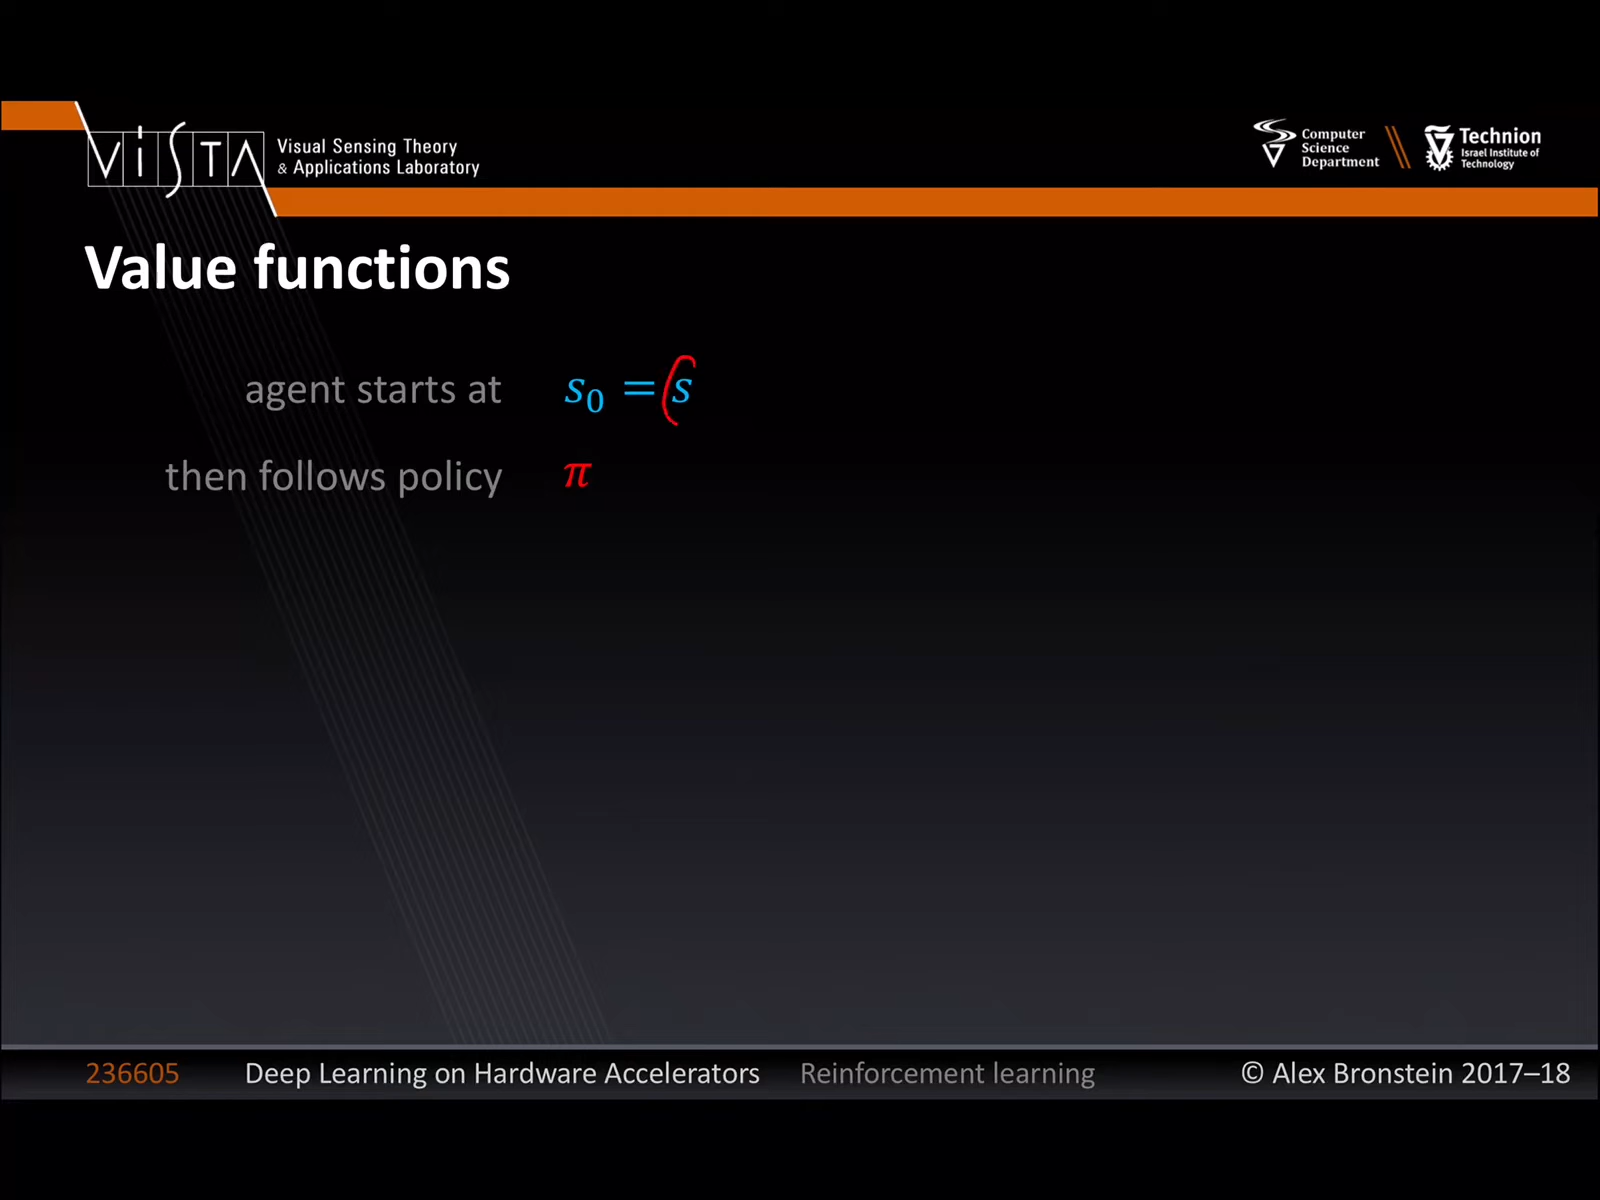 ViSTA
Visual Sensing Theory
& Applications Laboratory
Computer
Science
Department
Technion
Israel Institute of
Technology
Value functions
agent starts at s₀ = s
then follows policy π
236605 Deep Learning on Hardware Accelerators Reinforcement learning © Alex Bronstein 2017–18